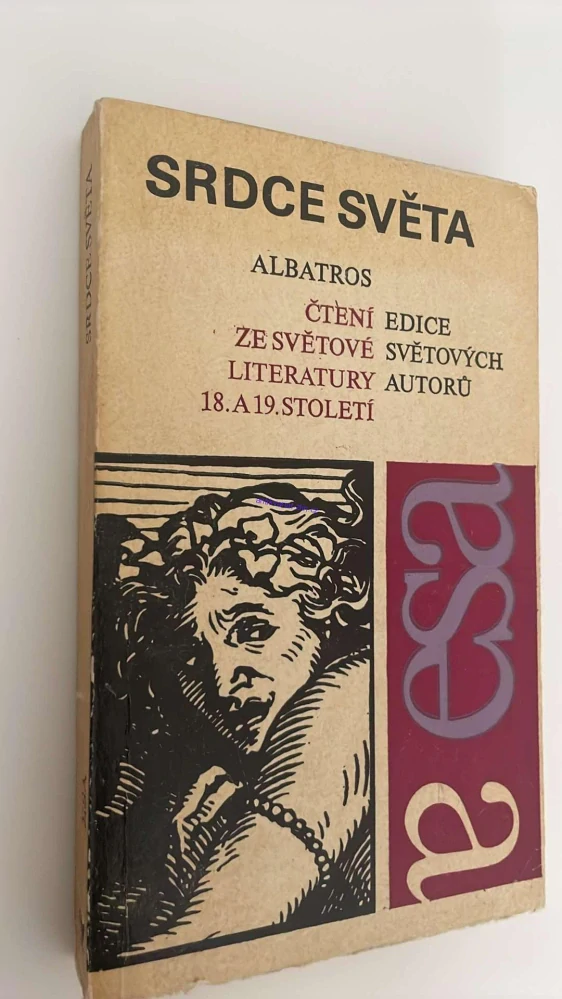 SRDCE SVĚTA
ALBATROS
ČTENÍ
ZE SVĚTOVÉ
LITERATURY
18. A 19. STOLETÍ
EDICE
SVĚTOVÝCH
AUTORŮ
esa
a
SRDCE SVĚTA